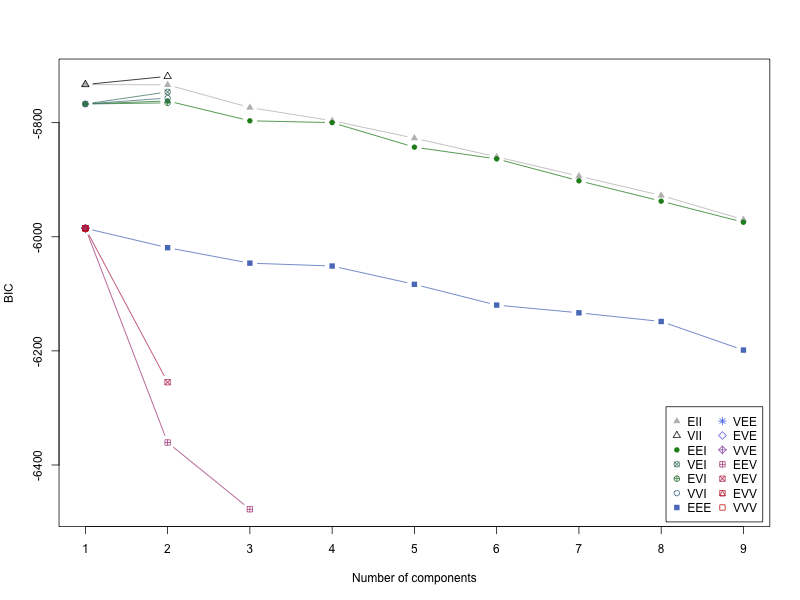 -5800
-6000
BIC
-6200
-6400
EII VEE
VII EVE
EEI VVE
VEI EEV
EVI VEV
VVI EVV
EEE VVV
1 2 3 4 5 6 7 8 9
Number of components